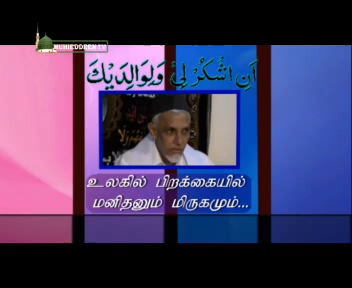 MUHIEDDEEN TV
أَنِ اشْكُرْ لِيْ وَلِوَالِدَيْكَ
உலகில் பிறக்கையில்
மனிதனும் மிருகமும்...